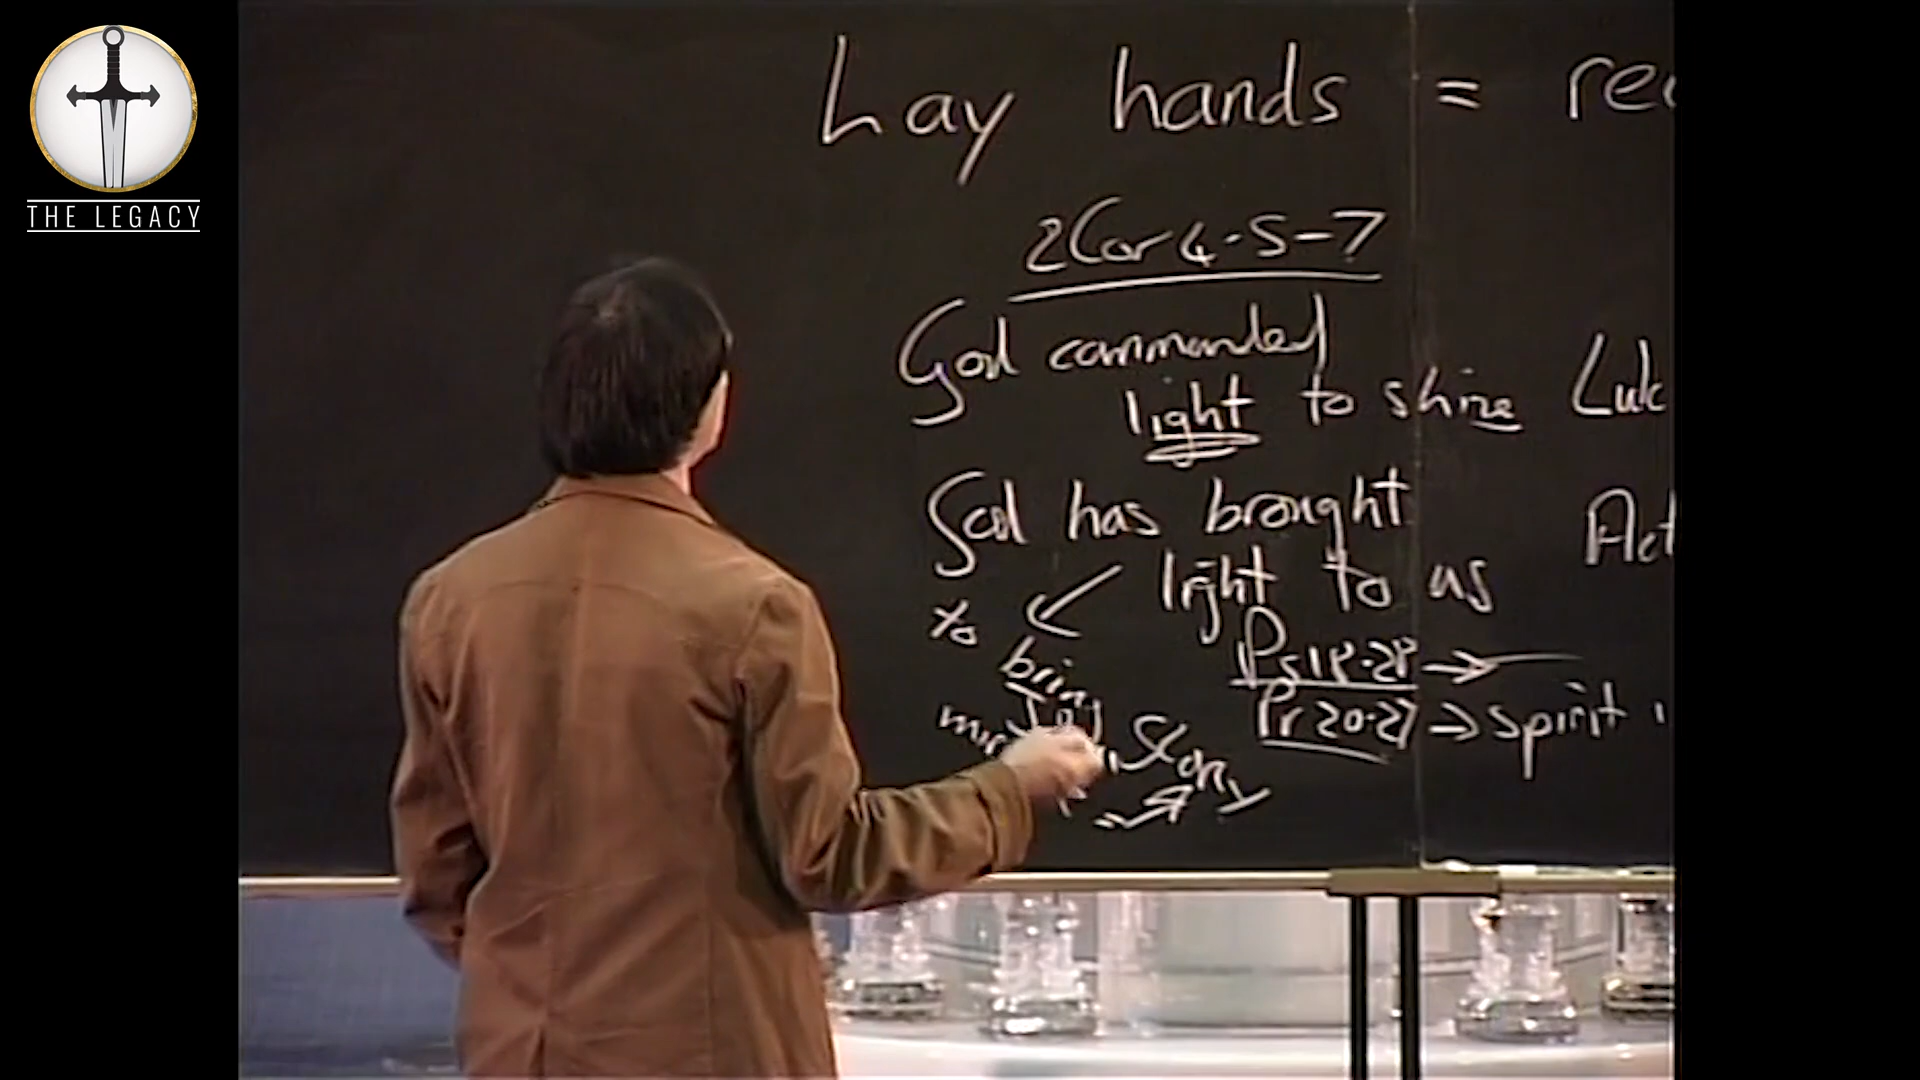 THE LEGACY
Lay hands = rec
2Cor 4-5-7
God commanded
light to shine
Luk
God has brought
light to us
Act
to
bring
Ps 18-28 →
Pr 20-27 → spirit
Glory